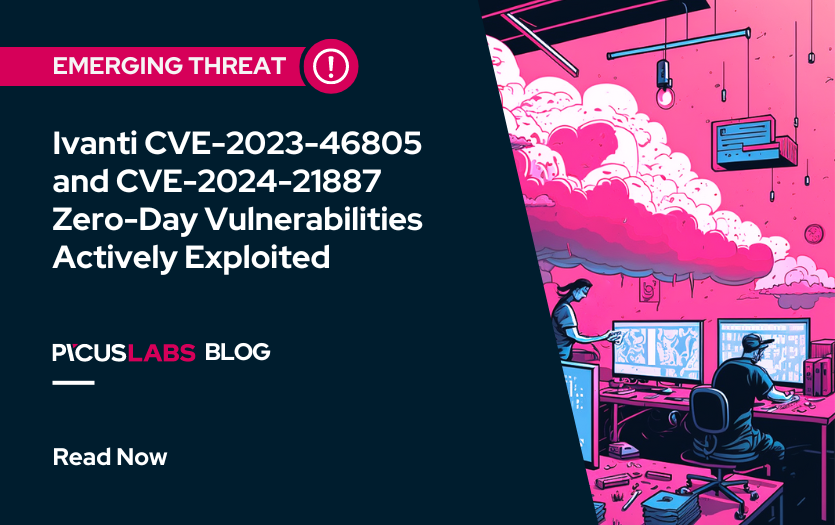 EMERGING THREAT
Ivanti CVE-2023-46805
and CVE-2024-21887
Zero-Day Vulnerabilities
Actively Exploited
PICUSLABS BLOG
Read Now